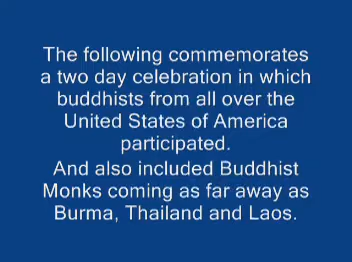 The following commemorates
a two day celebration in which
buddhists from all over the
United States of America
participated.
And also included Buddhist
Monks coming as far away as
Burma, Thailand and Laos.